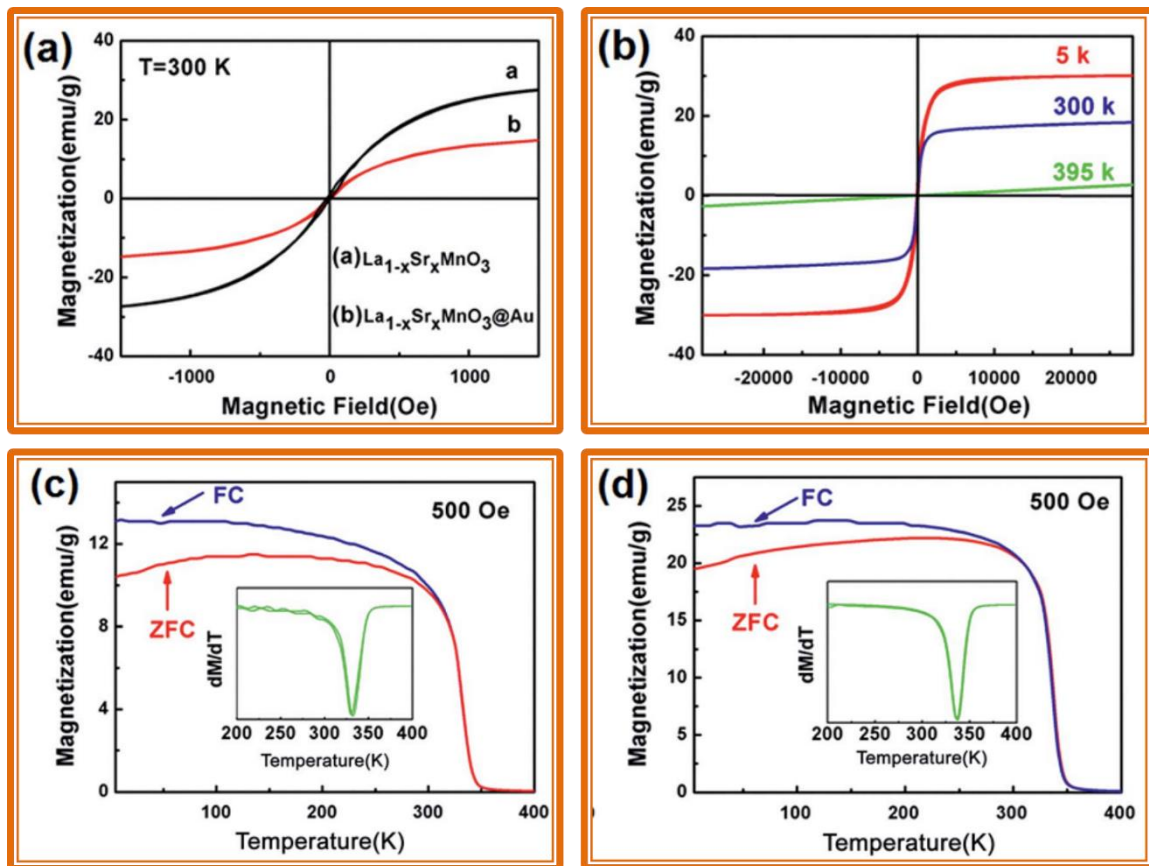 (a)
T=300 K
a
b
40
20
0
-20
-40
Magnetization(emu/g)
(a)La1-xSrxMnO3
(b)La1-xSrxMnO3@Au
-1000
0
1000
Magnetic Field(Oe)
(b)
5 k
300 k
395 k
40
20
0
-20
-40
Magnetization(emu/g)
-20000
-10000
0
10000
20000
Magnetic Field(Oe)
(c)
FC
500 Oe
ZFC
12
9
6
3
0
Magnetization(emu/g)
dM/dT
200 250 300 350 400
Temperature(K)
100 200 300 400
Temperature(K)
(d)
FC
500 Oe
ZFC
25
20
15
10
5
0
Magnetization(emu/g)
dM/dT
200 250 300 350 400
Temperature(K)
0
100 200 300 400
Temperature(K)